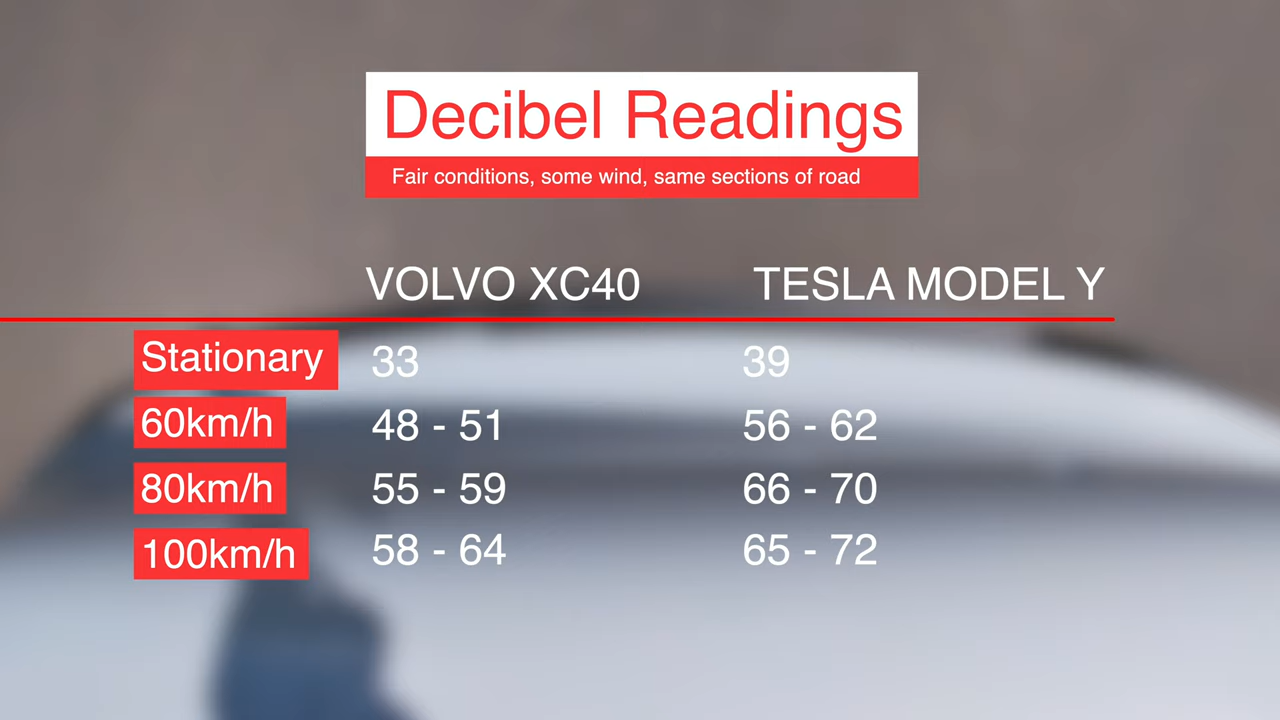 Decibel Readings
Fair conditions, some wind, same sections of road
VOLVO XC40 TESLA MODEL Y
Stationary 33 39
60km/h 48 - 51 56 - 62
80km/h 55 - 59 66 - 70
100km/h 58 - 64 65 - 72